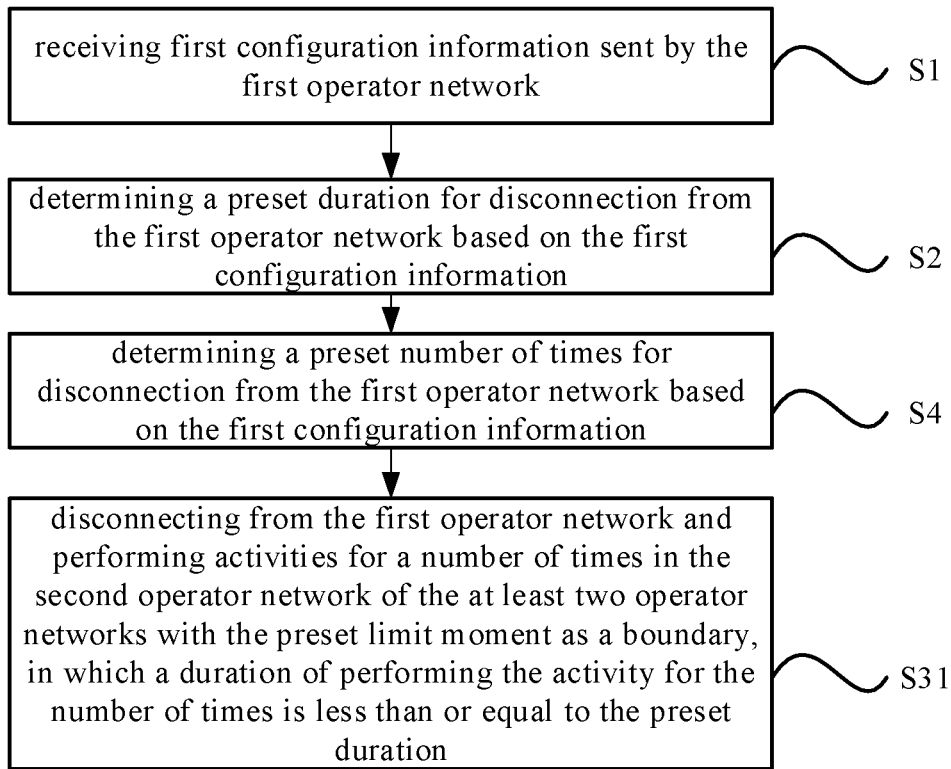 receiving first configuration information sent by the
first operator network
S1
determining a preset duration for disconnection from
the first operator network based on the first
configuration information
S2
determining a preset number of times for
disconnection from the first operator network based
on the first configuration information
S4
disconnecting from the first operator network and
performing activities for a number of times in the
second operator network of the at least two operator
networks with the preset limit moment as a boundary,
in which a duration of performing the activity for the
number of times is less than or equal to the preset
duration
S31